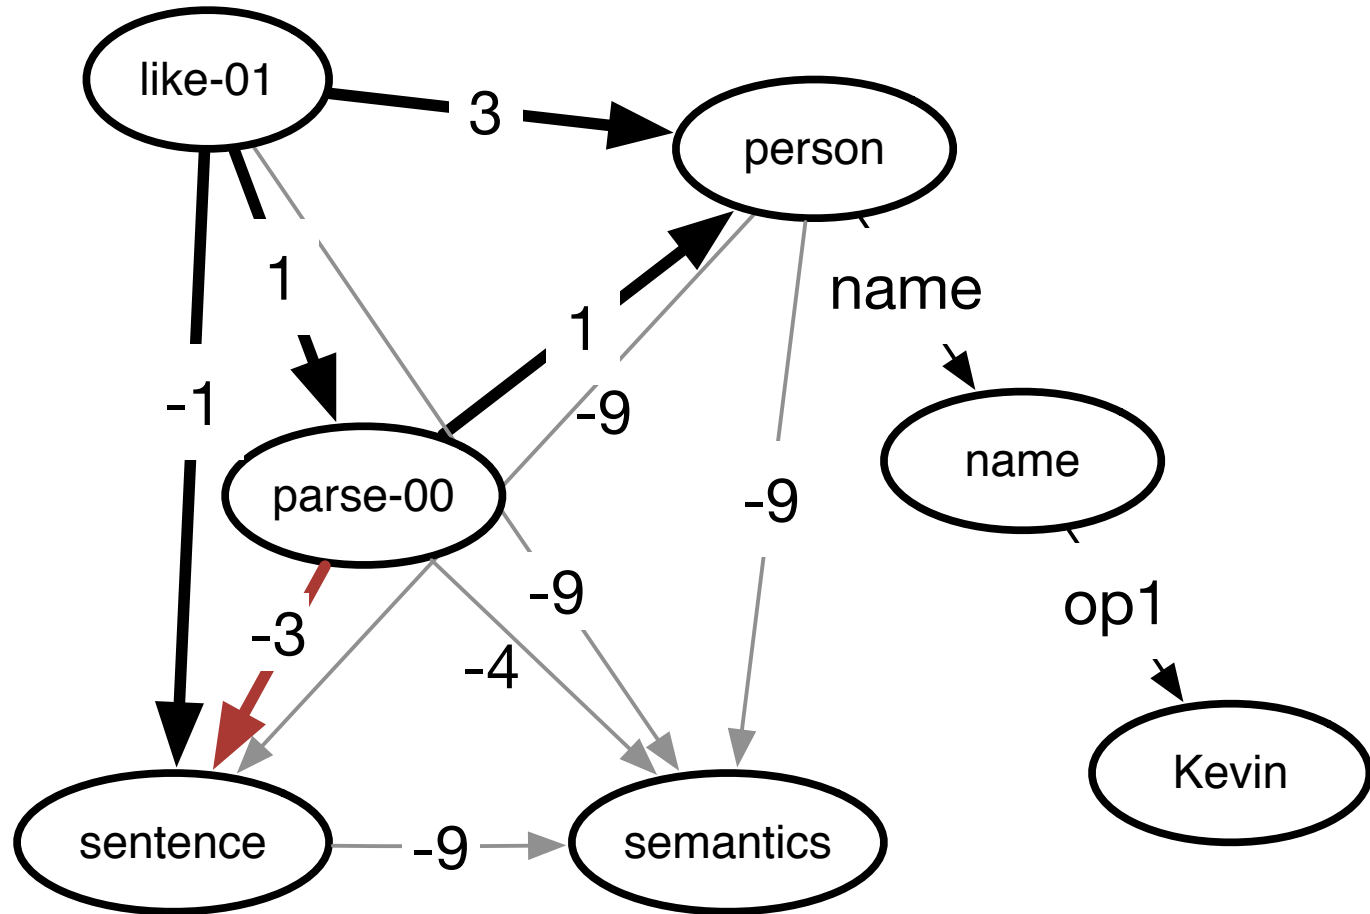 like-01
3
person
1
name
1
-1
-9
name
parse-00
-9
-9
op1
-3
-4
Kevin
sentence
-9
semantics